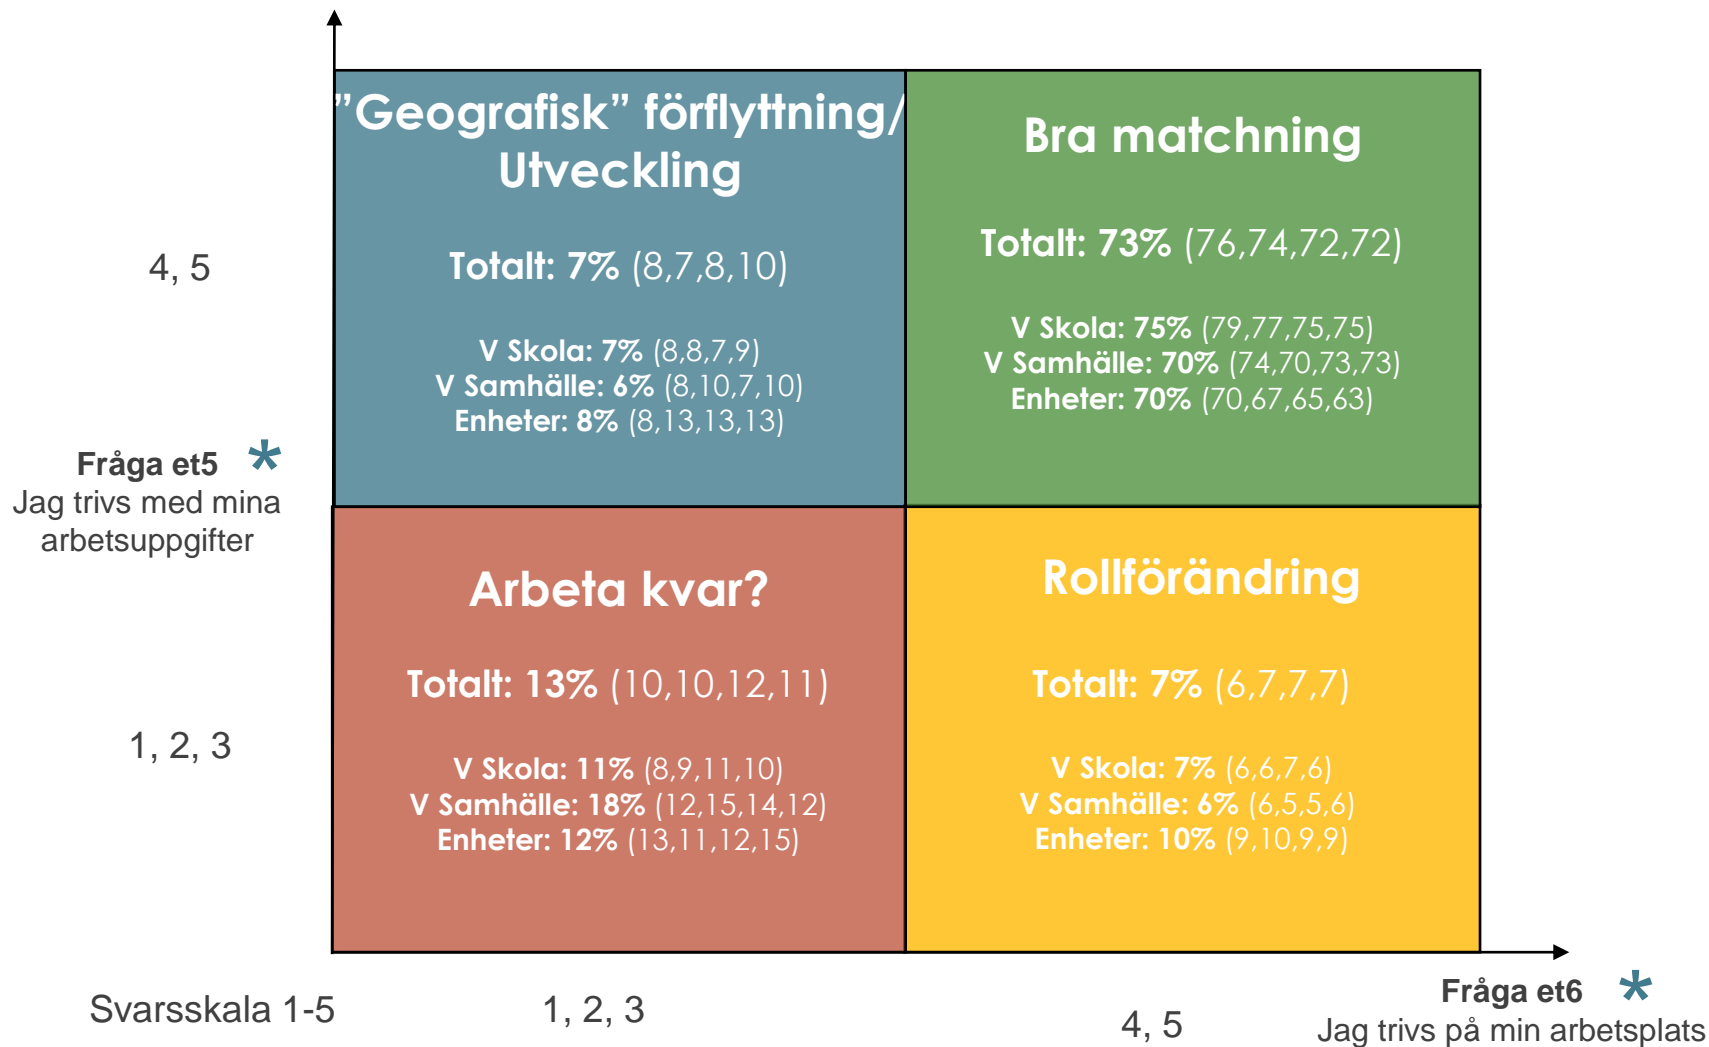 ”Geografisk” förflyttning/
Utveckling
Totalt: 7% (8,7,8,10)
V Skola: 7% (8,8,7,9)
V Samhälle: 6% (8,10,7,10)
Enheter: 8% (8,13,13,13)
Bra matchning
Totalt: 73% (76,74,72,72)
V Skola: 75% (79,77,75,75)
V Samhälle: 70% (74,70,73,73)
Enheter: 70% (70,67,65,63)
4, 5
Fråga et5 *
Jag trivs med mina
arbetsuppgifter
Arbeta kvar?
Totalt: 13% (10,10,12,11)
V Skola: 11% (8,9,11,10)
V Samhälle: 18% (12,15,14,12)
Enheter: 12% (13,11,12,15)
Rollförändring
Totalt: 7% (6,7,7,7)
V Skola: 7% (6,6,7,6)
V Samhälle: 6% (6,5,5,6)
Enheter: 10% (9,10,9,9)
1, 2, 3
Svarsskala 1-5
1, 2, 3
4, 5
Fråga et6 *
Jag trivs på min arbetsplats